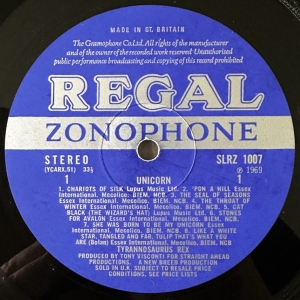 MADE IN GT. BRITAIN
The Gramophone Co. Ltd. All rights of the manufacturer
and of the owner of the recorded work reserved Unauthorised
public performance broadcasting and copying of this record prohibited
REGAL
ZONOPHONE
STEREO SLRZ 1007
(YCARX.51) 33⅓ ℗ 1969
1 UNICORN 1
1. CHARIOTS OF SILK Lupus Music Ltd. 2. 'PON A HILL Essex
International, Mecolico, BIEM, NCB. 3. THE SEAL OF SEASONS
Essex International, Mecolico, BIEM, NCB. 4. THE THROAT OF
WINTER Essex International, Mecolico, BIEM, NCB. 5. CAT
BLACK (THE WIZARD'S HAT) Lupus Music Ltd. 6. STONES
FOR AVALON Essex International, Mecolico, BIEM, NCB.
7. SHE WAS BORN TO BE MY UNICORN Essex
International, Mecolico, BIEM, NCB. 8. LIKE A WHITE
STAR, TANGLED AND FAR, TULIP THAT'S WHAT YOU
ARE (Bolan) Essex International, Mecolico, BIEM, NCB
TYRANNOSAURUS REX
PRODUCTION BY TONY VISCONTI FOR STRAIGHT AHEAD
PRODUCTIONS, A NEW BREED PRODUCTION
SOLD IN U.K. SUBJECT TO RESALE PRICE
CONDITIONS, SEE PRICE LISTS